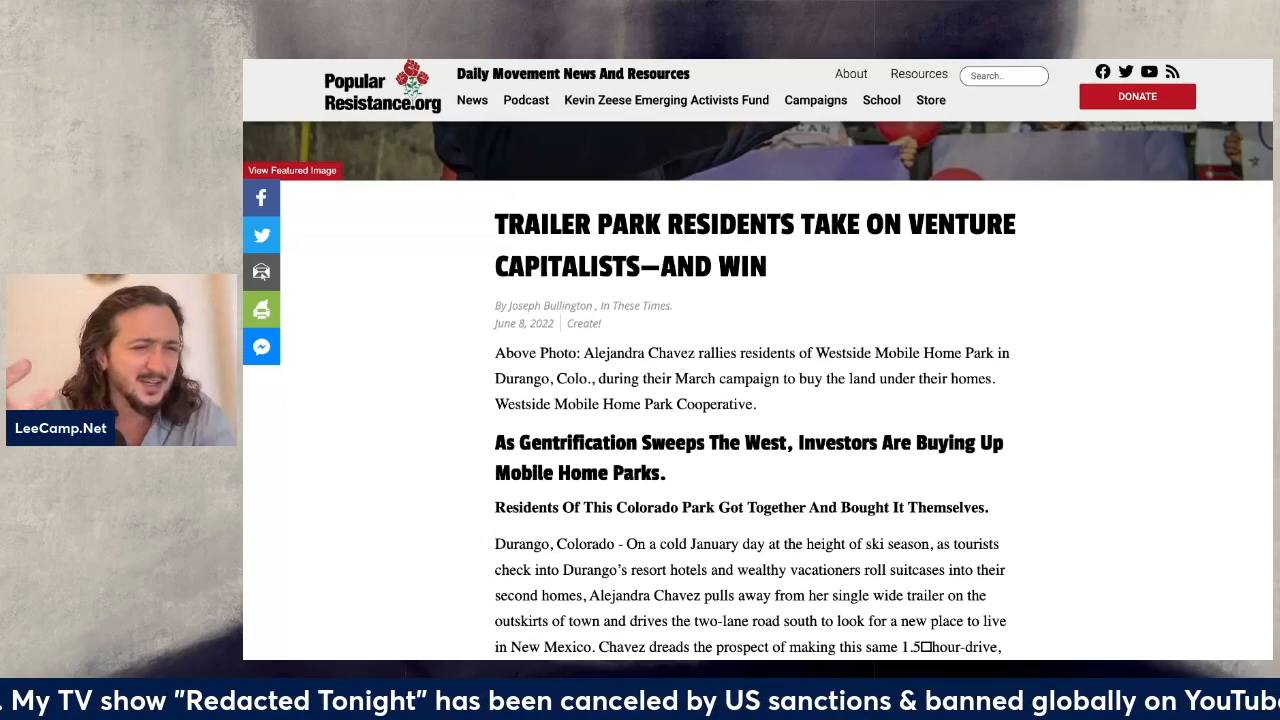 Popular
Resistance.org
Daily Movement News And Resources
About Resources Search..
News Podcast Kevin Zeese Emerging Activists Fund Campaigns School Store
DONATE
CAN
View Featured Image
TRAILER PARK RESIDENTS TAKE ON VENTURE
CAPITALISTS—AND WIN
By Joseph Bullington , In These Times.
June 8, 2022 Create!
Above Photo: Alejandra Chavez rallies residents of Westside Mobile Home Park in
Durango, Colo., during their March campaign to buy the land under their homes.
Westside Mobile Home Park Cooperative.
As Gentrification Sweeps The West, Investors Are Buying Up
Mobile Home Parks.
Residents Of This Colorado Park Got Together And Bought It Themselves.
Durango, Colorado - On a cold January day at the height of ski season, as tourists
check into Durango’s resort hotels and wealthy vacationers roll suitcases into their
second homes, Alejandra Chavez pulls away from her single wide trailer on the
outskirts of town and drives the two-lane road south to look for a new place to live
in New Mexico. Chavez dreads the prospect of making this same 1.5□hour-drive,
LeeCamp.Net
. My TV show "Redacted Tonight" has been canceled by US sanctions & banned globally on YouTube